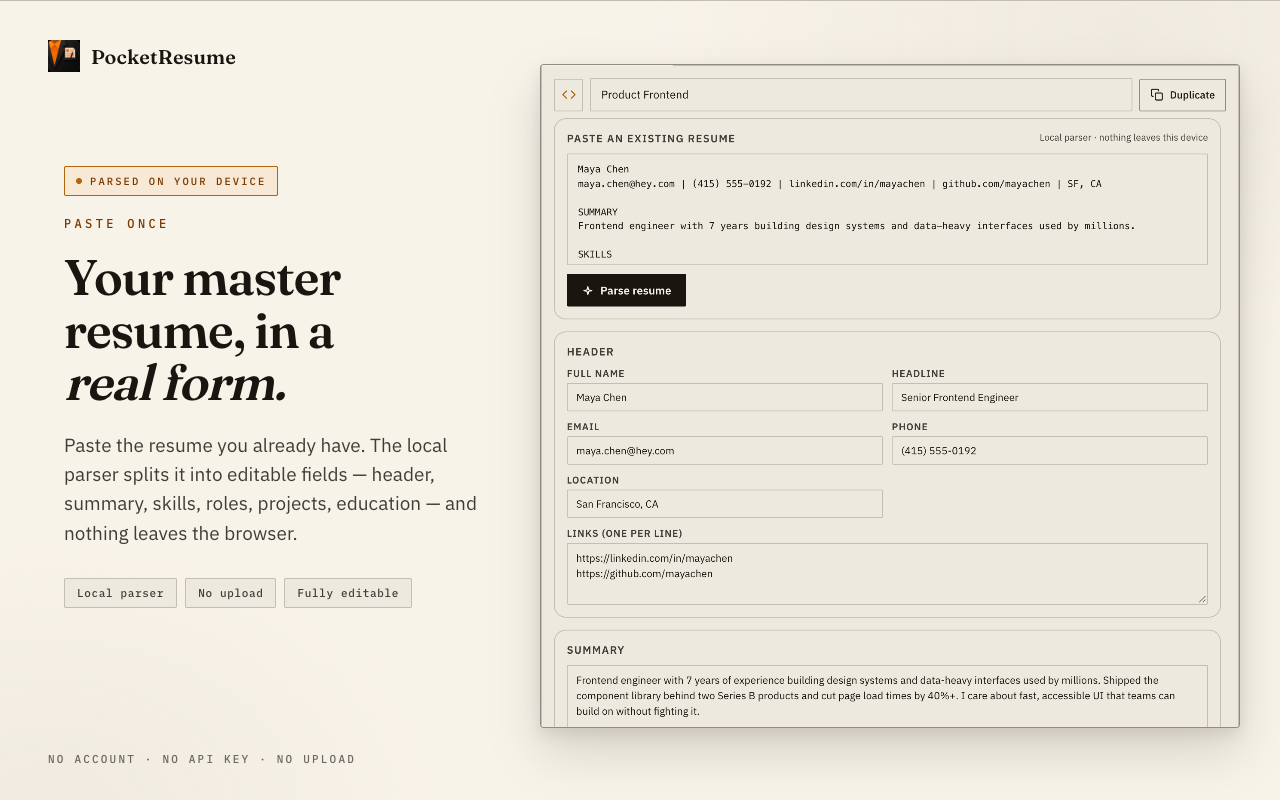 PocketResume
PARSED ON YOUR DEVICE
PASTE ONCE
Your master
resume, in a
real form.
Paste the resume you already have. The local
parser splits it into editable fields — header,
summary, skills, roles, projects, education — and
nothing leaves the browser.
Local parser
No upload
Fully editable
NO ACCOUNT · NO API KEY · NO UPLOAD
Product Frontend
Duplicate
PASTE AN EXISTING RESUME
Local parser · nothing leaves this device
Maya Chen
maya.chen@hey.com | (415) 555–0192 | linkedin.com/in/mayachen | github.com/mayachen | SF, CA
SUMMARY
Frontend engineer with 7 years building design systems and data–heavy interfaces used by millions.
SKILLS
Parse resume
HEADER
FULL NAME
Maya Chen
HEADLINE
Senior Frontend Engineer
EMAIL
maya.chen@hey.com
PHONE
(415) 555-0192
LOCATION
San Francisco, CA
LINKS (ONE PER LINE)
https://linkedin.com/in/mayachen
https://github.com/mayachen
SUMMARY
Frontend engineer with 7 years of experience building design systems and data-heavy interfaces used by millions. Shipped the
component library behind two Series B products and cut page load times by 40%+. I care about fast, accessible UI that teams can
build on without fighting it.